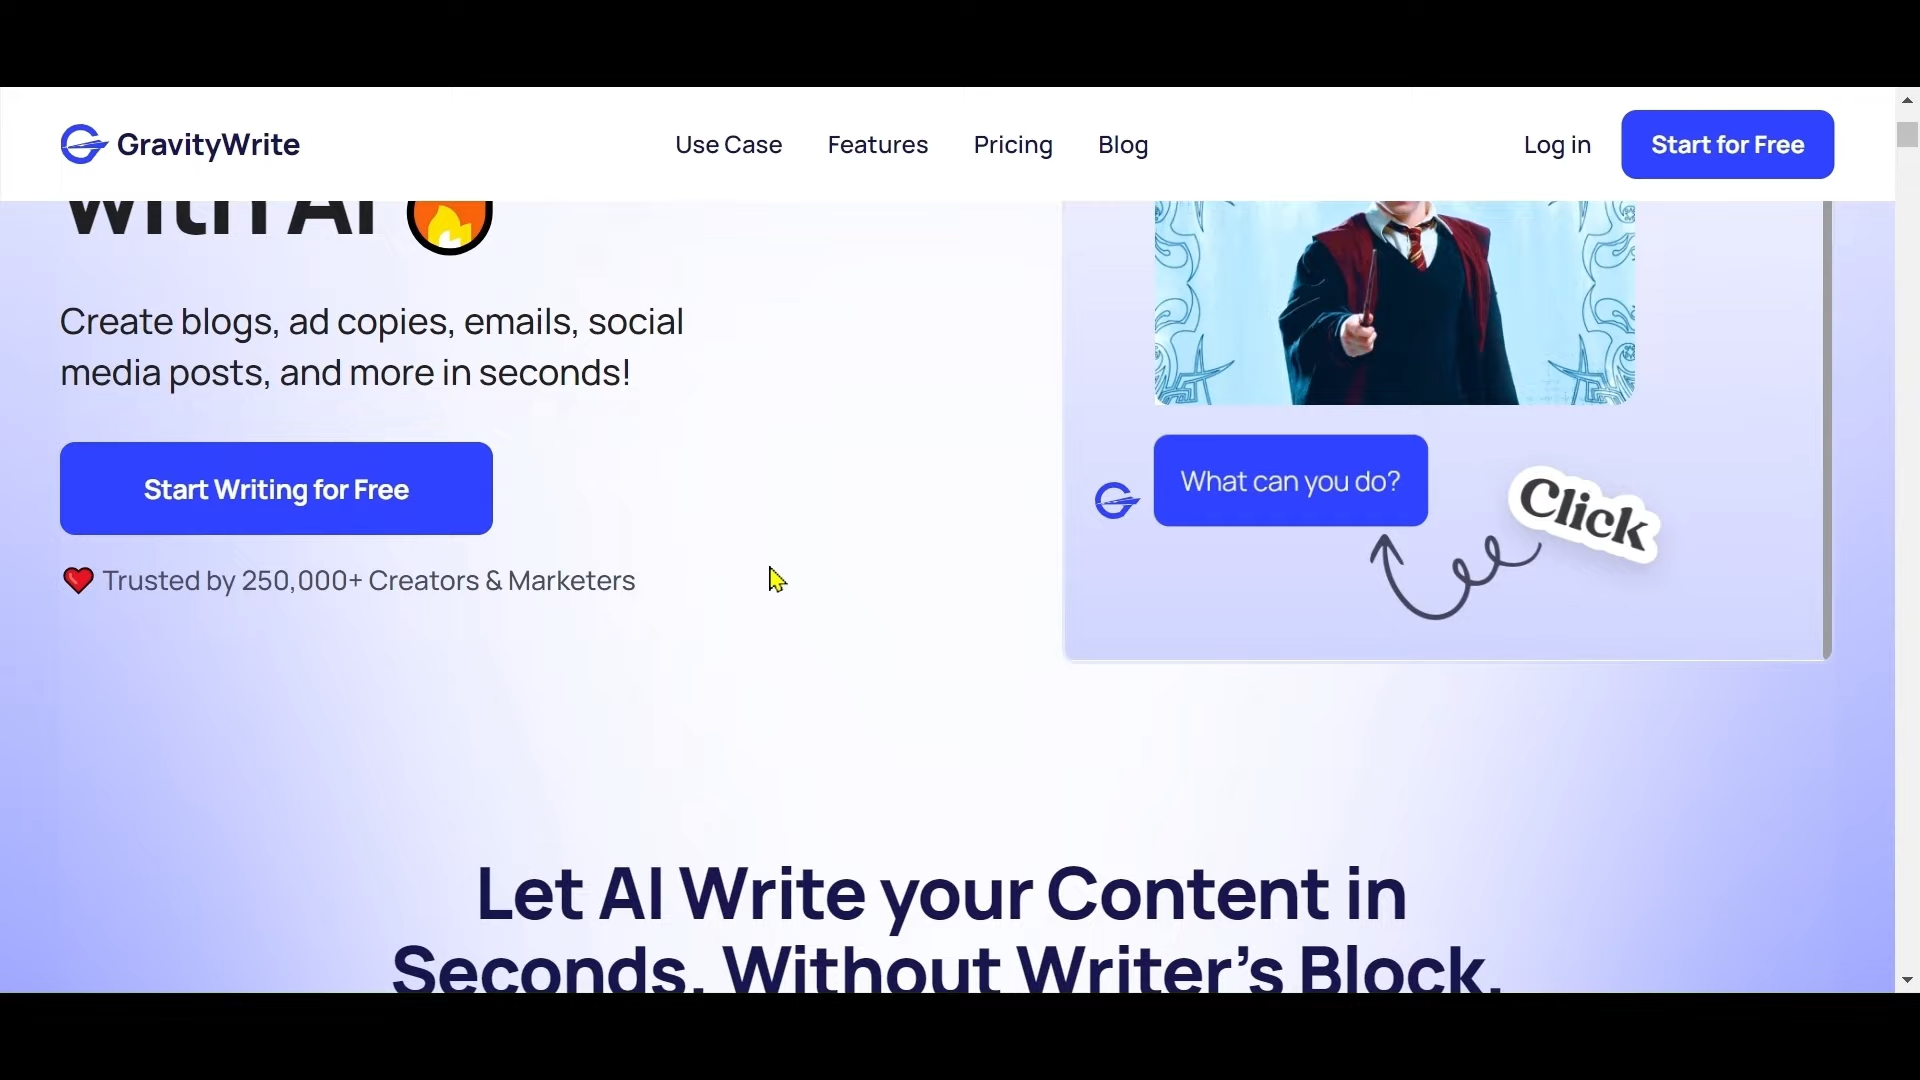 GravityWrite
Use Case
Features
Pricing
Blog
Log in
Start for Free
with AI
Create blogs, ad copies, emails, social
media posts, and more in seconds!
Start Writing for Free
Trusted by 250,000+ Creators & Marketers
What can you do?
Click
Let AI Write your Content in
Seconds, Without Writer's Block.